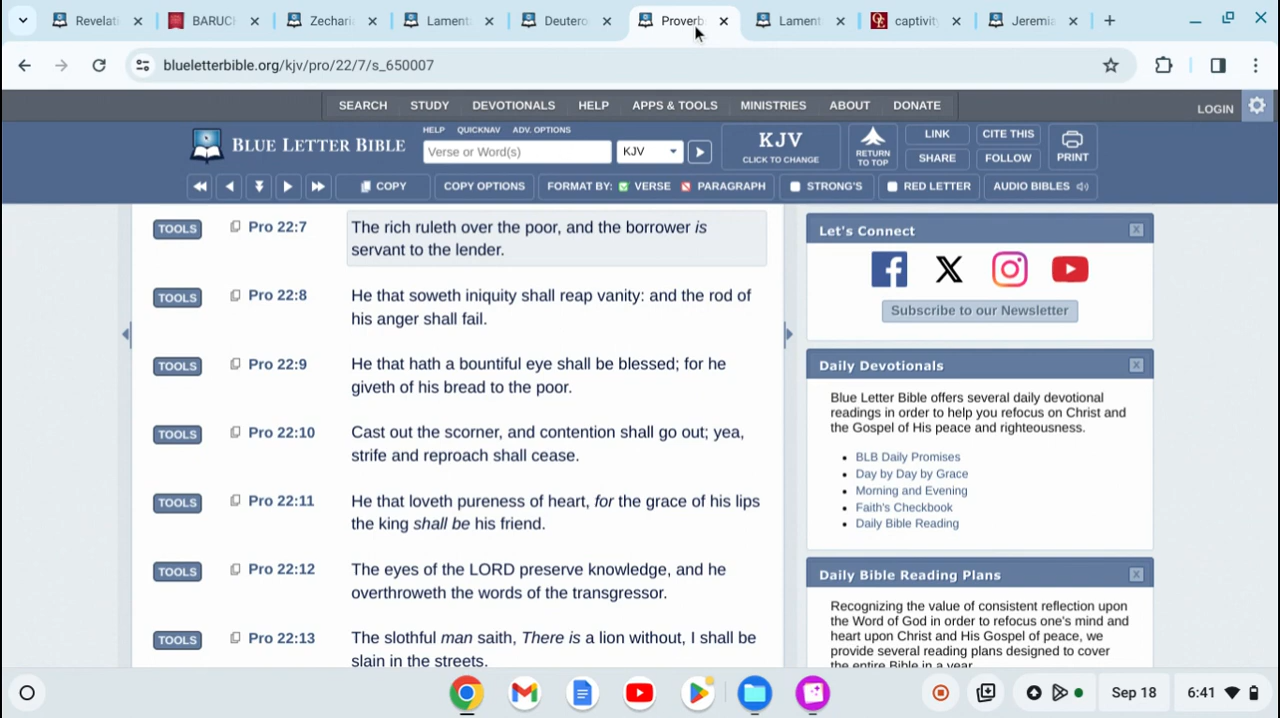 Revelati
BARUCI
Zechari
Lament
Deutero
Proverb
Lament
captivity
Jeremia
blueletterbible.org/kjv/pro/22/7/s_650007
SEARCH STUDY DEVOTIONALS HELP APPS & TOOLS MINISTRIES ABOUT DONATE
LOGIN
BLUE LETTER BIBLE
HELP QUICKNAV ADV. OPTIONS
Verse or Word(s)
KJV
KJV
CLICK TO CHANGE
RETURN
TO TOP
LINK
CITE THIS
SHARE
FOLLOW
PRINT
COPY COPY OPTIONS FORMAT BY: VERSE PARAGRAPH STRONG'S RED LETTER AUDIO BIBLES
TOOLS Pro 22:7 The rich ruleth over the poor, and the borrower is
servant to the lender.
TOOLS Pro 22:8 He that soweth iniquity shall reap vanity: and the rod of
his anger shall fail.
TOOLS Pro 22:9 He that hath a bountiful eye shall be blessed; for he
giveth of his bread to the poor.
TOOLS Pro 22:10 Cast out the scorner, and contention shall go out; yea,
strife and reproach shall cease.
TOOLS Pro 22:11 He that loveth pureness of heart, for the grace of his lips
the king shall be his friend.
TOOLS Pro 22:12 The eyes of the LORD preserve knowledge, and he
overthroweth the words of the transgressor.
TOOLS Pro 22:13 The slothful man saith, There is a lion without, I shall be
slain in the streets.
Let's Connect
Subscribe to our Newsletter
Daily Devotionals
Blue Letter Bible offers several daily devotional
readings in order to help you refocus on Christ and
the Gospel of His peace and righteousness.
BLB Daily Promises
Day by Day by Grace
Morning and Evening
Faith's Checkbook
Daily Bible Reading
Daily Bible Reading Plans
Recognizing the value of consistent reflection upon
the Word of God in order to refocus one's mind and
heart upon Christ and His Gospel of peace, we
provide several reading plans designed to cover
the entire Bible in a year.
Sep 18
6:41